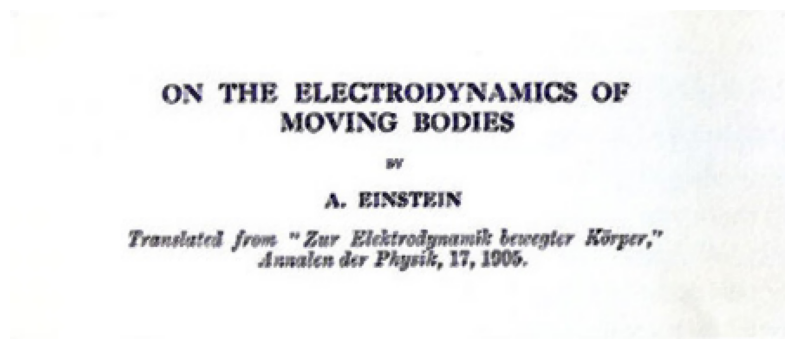 ON THE ELECTRODYNAMICS OF
MOVING BODIES
BY
A. EINSTEIN
Translated from "Zur Elektrodynamik bewegter Körper,"
Annalen der Physik, 17, 1905.